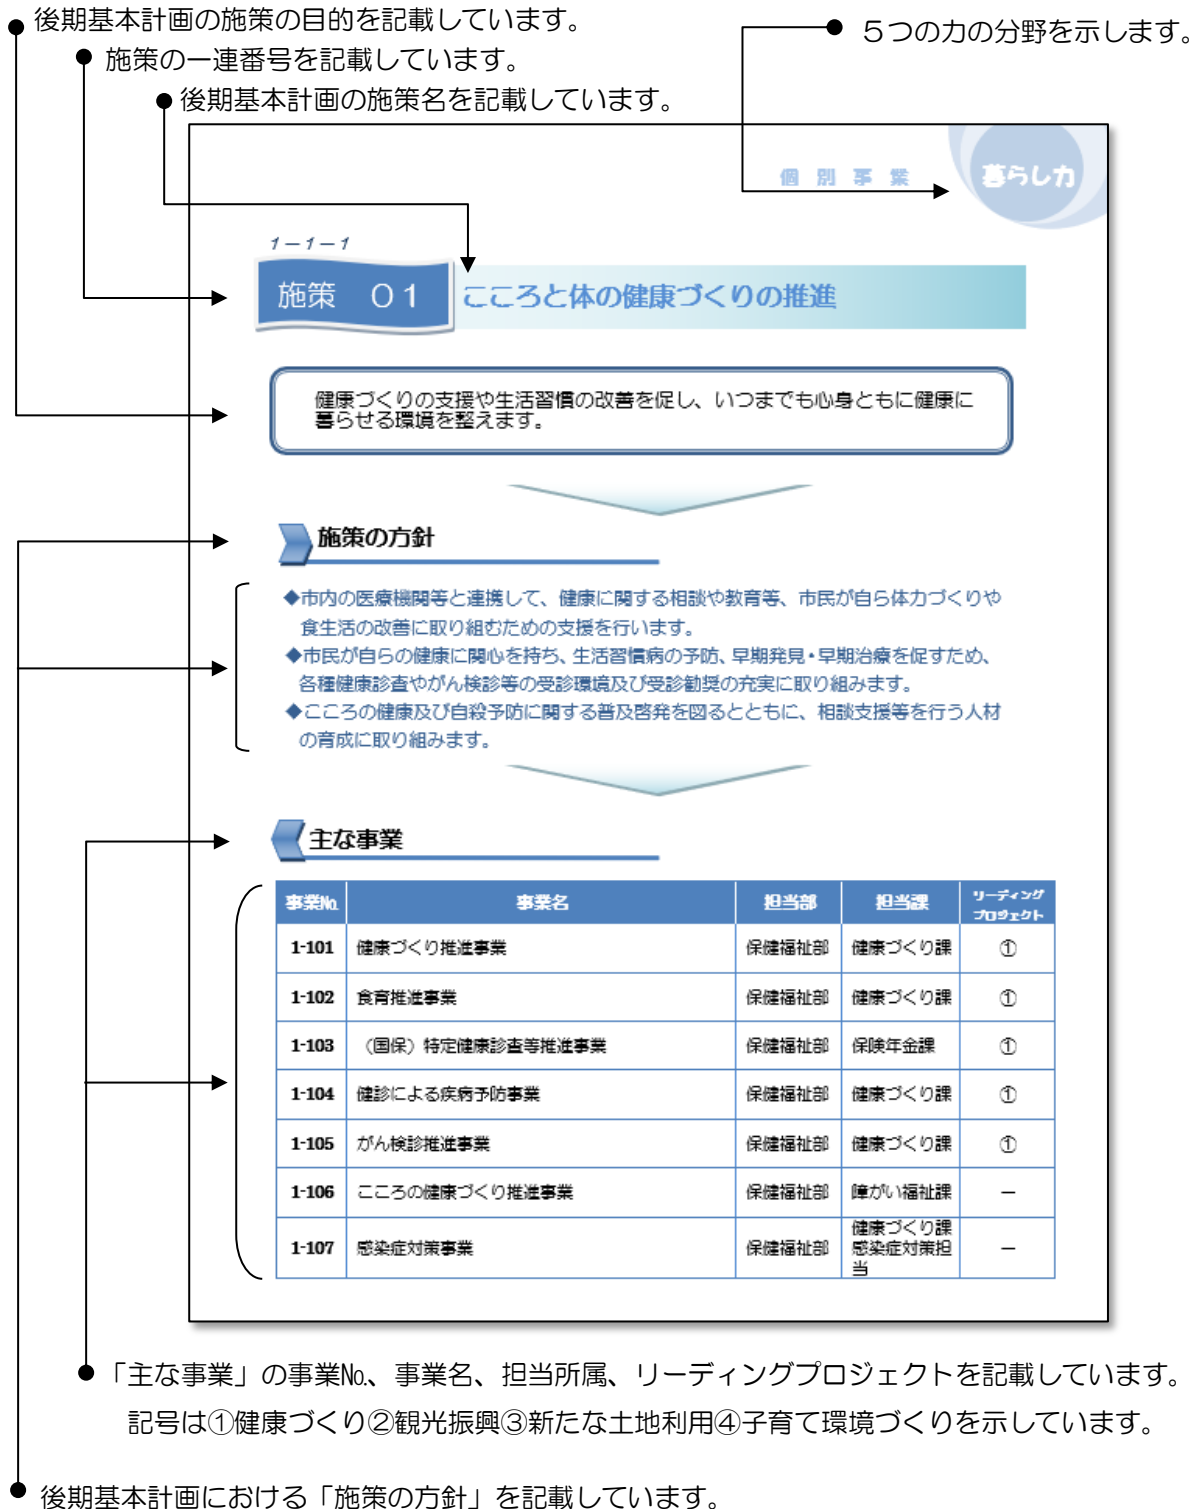 後期基本計画の施策の目的を記載しています。
５つの力の分野を示します。
施策の一連番号を記載しています。
後期基本計画の施策名を記載しています。
個別事業
暮らし力
1－1－1
施策　０１
こころと体の健康づくりの推進
健康づくりの支援や生活習慣の改善を促し、いつまでも心身ともに健康に
暮らせる環境を整えます。
施策の方針
◆市内の医療機関等と連携して、健康に関する相談や教育等、市民が自ら体力づくりや
食生活の改善に取り組むための支援を行います。
◆市民が自らの健康に関心を持ち、生活習慣病の予防、早期発見・早期治療を促すため、
各種健康診査やがん検診等の受診環境及び受診勧奨の充実に取り組みます。
◆こころの健康及び自殺予防に関する普及啓発を図るとともに、相談支援等を行う人材
の育成に取り組みます。
主な事業
事業№ 事業名 担当部 担当課 リーディング
プロジェクト
1-101 健康づくり推進事業 保健福祉部 健康づくり課 ①
1-102 食育推進事業 保健福祉部 健康づくり課 ①
1-103 （国保）特定健康診査等推進事業 保健福祉部 保険年金課 ①
1-104 健診による疾病予防事業 保健福祉部 健康づくり課 ①
1-105 がん検診推進事業 保健福祉部 健康づくり課 ①
1-106 こころの健康づくり推進事業 保健福祉部 障がい福祉課 －
1-107 感染症対策事業 保健福祉部 健康づくり課
感染症対策担
当 －
「主な事業」の事業№、事業名、担当所属、リーディングプロジェクトを記載しています。
記号は①健康づくり②観光振興③新たな土地利用④子育て環境づくりを示しています。
後期基本計画における「施策の方針」を記載しています。